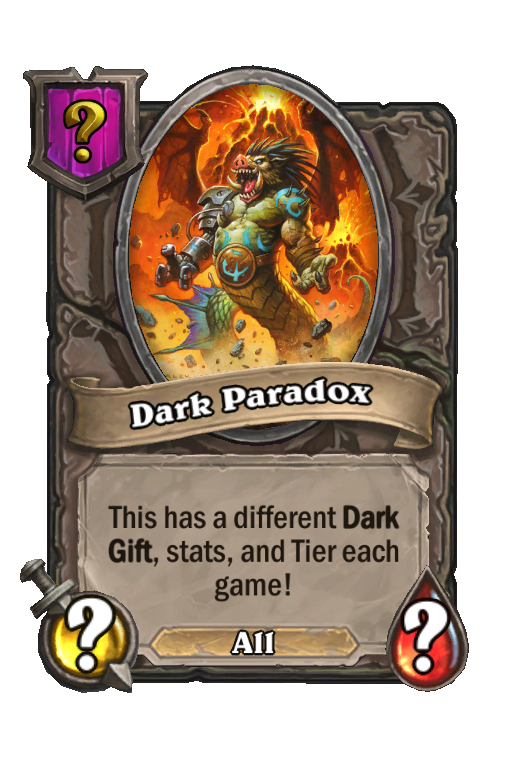 ?
Dark Paradox
This has a different Dark
Gift, stats, and Tier each
game!
?
All
?